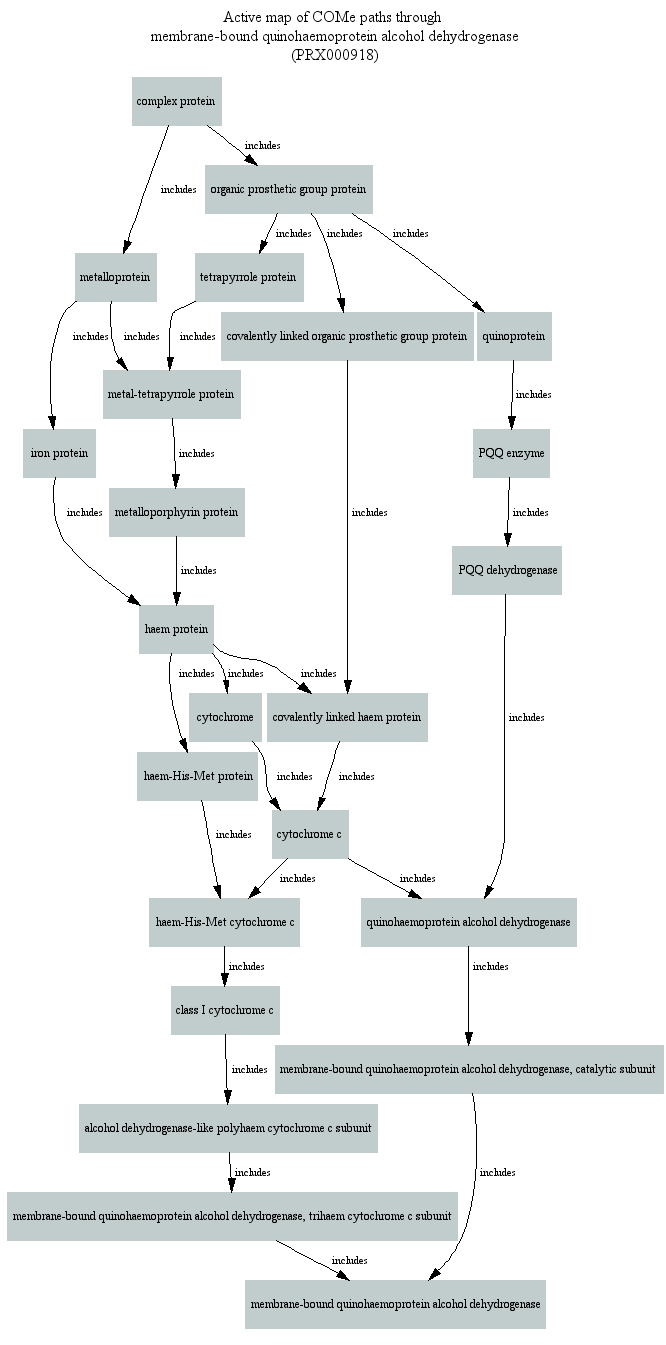 Active map of COMe paths through
membrane-bound quinohaemoprotein alcohol dehydrogenase
(PRX000918)
complex protein
includes
includes
organic prosthetic group protein
includes
includes
includes
metalloprotein
tetrapyrrole protein
includes
includes
includes
covalently linked organic prosthetic group protein
quinoprotein
metal-tetrapyrrole protein
includes
iron protein
includes
PQQ enzyme
includes
metalloporphyrin protein
includes
includes
includes
PQQ dehydrogenase
haem protein
includes
includes
includes
cytochrome
covalently linked haem protein
includes
haem-His-Met protein
includes
includes
includes
cytochrome c
includes
includes
haem-His-Met cytochrome c
quinohaemoprotein alcohol dehydrogenase
includes
includes
class I cytochrome c
includes
membrane-bound quinohaemoprotein alcohol dehydrogenase, catalytic subunit
alcohol dehydrogenase-like polyhaem cytochrome c subunit
includes
includes
membrane-bound quinohaemoprotein alcohol dehydrogenase, trihaem cytochrome c subunit
includes
membrane-bound quinohaemoprotein alcohol dehydrogenase